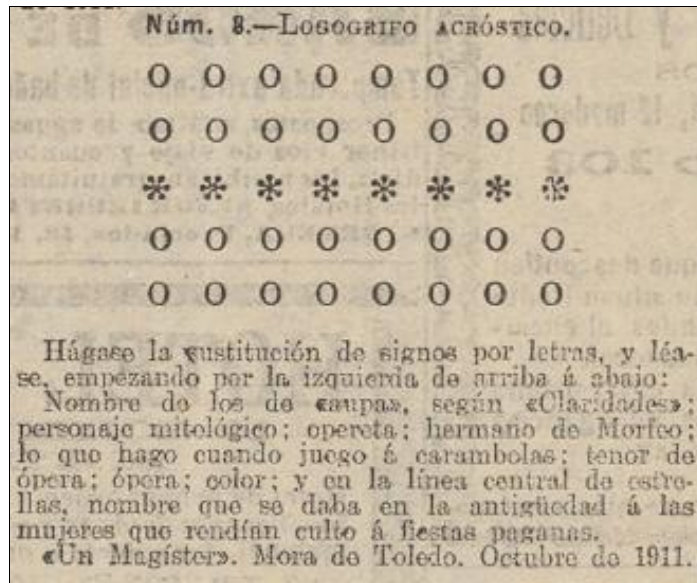 Núm. 8.—LOGOGRIFO ACRÓSTICO.
O O O O O O O O
O O O O O O O O
* * * * * * * *
O O O O O O O O
O O O O O O O O
Hágase la sustitución de signos por letras, y léa-
se, empezando por la izquierda de arriba á abajo:
Nombre de los de «aupa», según «Claridades»;
personaje mitológico; opereta; hermano de Morfeo;
lo que hago cuando juego á carambolas; tenor de
ópera; ópera; color; y en la línea central de estre-
llas, nombre que se daba en la antigüedad á las
mujeres que rendían culto á fiestas paganas.
«Un Magíster». Mora de Toledo. Octubre de 1911.